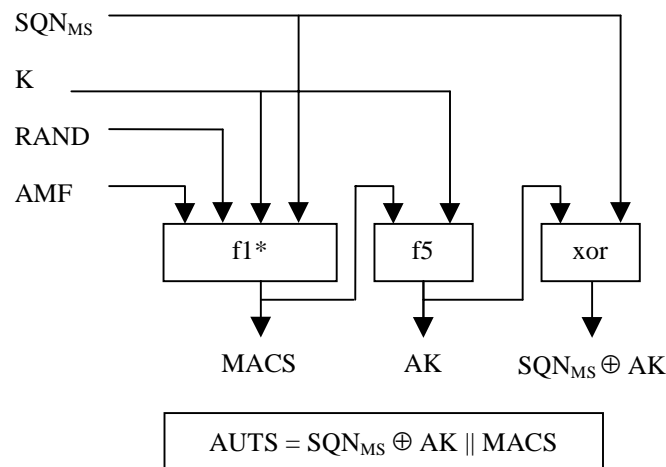 SQN_MS
K
RAND
AMF
f1* f5 xor
MACS AK SQN_MS ⊕ AK
AUTS = SQN_MS ⊕ AK || MACS